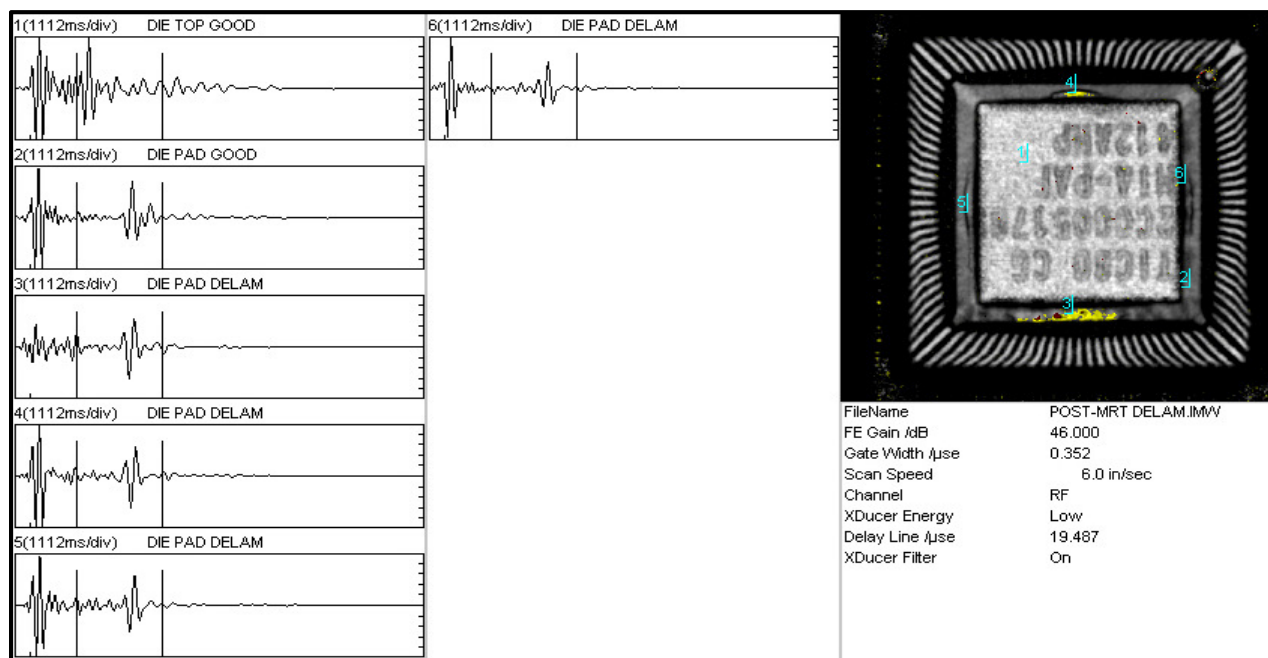 1(1112ms/div) DIE TOP GOOD
2(1112ms/div) DIE PAD GOOD
3(1112ms/div) DIE PAD DELAM
4(1112ms/div) DIE PAD DELAM
5(1112ms/div) DIE PAD DELAM
6(1112ms/div) DIE PAD DELAM
4
1
6
5
2
3
FileName POST-MRT DELAM.IMW
FE Gain /dB 46.000
Gate Width /µse 0.352
Scan Speed 6.0 in/sec
Channel RF
XDucer Energy Low
Delay Line /µse 19.487
XDucer Filter On